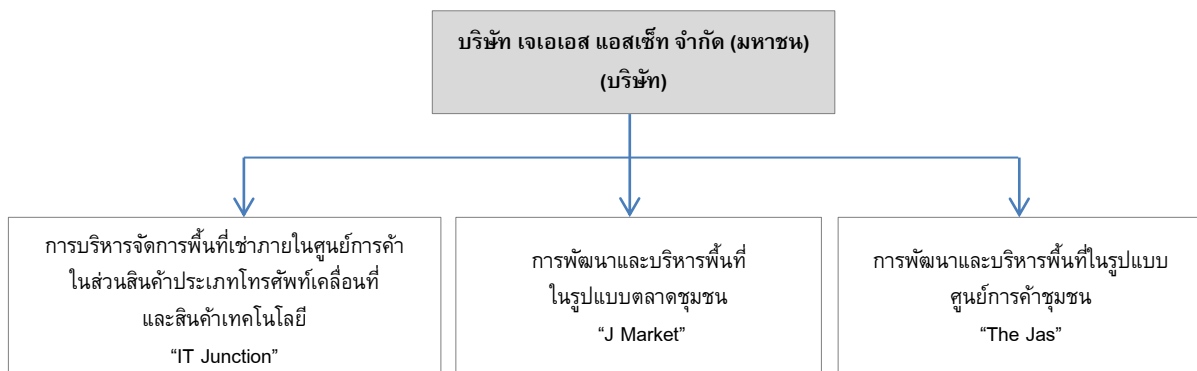 บริษัท เจเอเอส แอสเซ็ท จำกัด (มหาชน)
(บริษัท)
การบริหารจัดการพื้นที่เช่าภายในศูนย์การค้า
ในส่วนสินค้าประเภทโทรศัพท์เคลื่อนที่
และสินค้าเทคโนโลยี
“IT Junction”
การพัฒนาและบริหารพื้นที่
ในรูปแบบตลาดชุมชน
“J Market”
การพัฒนาและบริหารพื้นที่ในรูปแบบ
ศูนย์การค้าชุมชน
“The Jas”